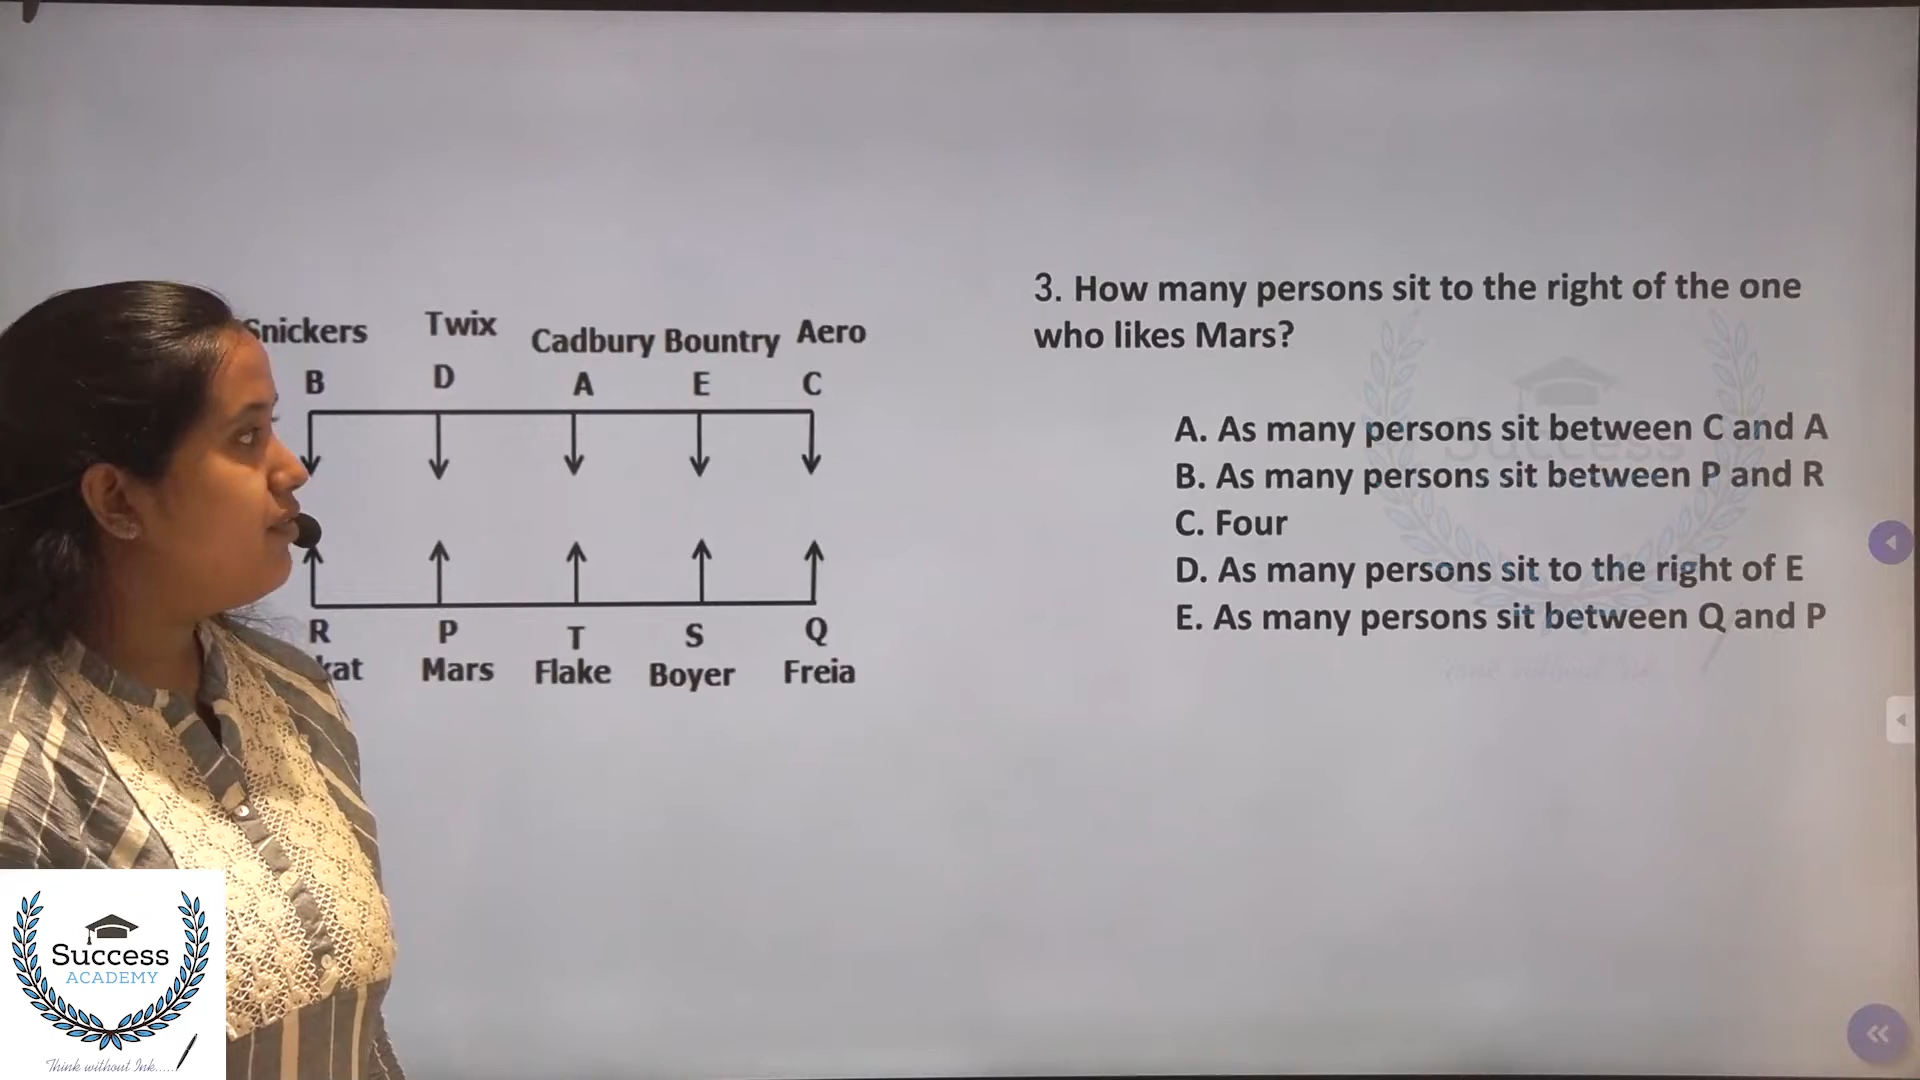 Snickers Twix Cadbury Bountry Aero
B D A E C
R P T S Q
kat Mars Flake Boyer Freia
3. How many persons sit to the right of the one
who likes Mars?
A. As many persons sit between C and A
B. As many persons sit between P and R
C. Four
D. As many persons sit to the right of E
E. As many persons sit between Q and P
Success
Success
ACADEMY
Think without Ink.....